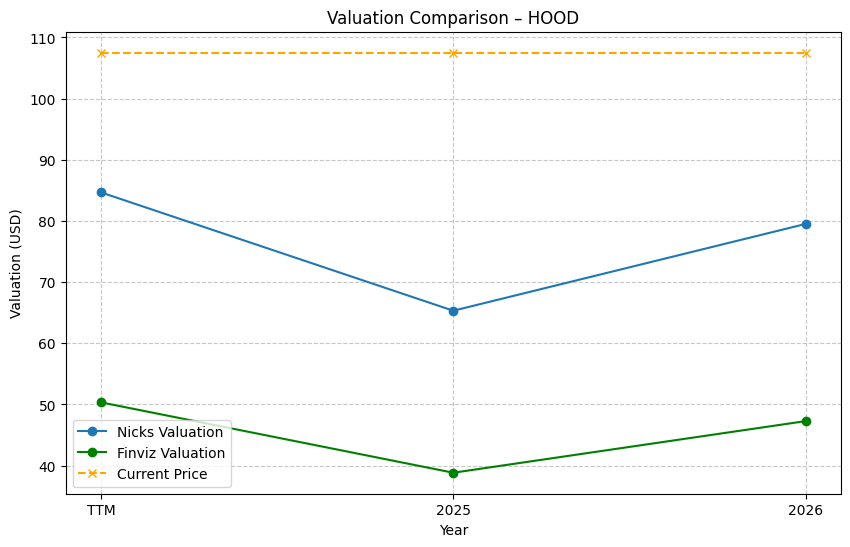 Valuation Comparison – HOOD
110
100
90
80
70
60
50
40
Valuation (USD)
Nicks Valuation
Finviz Valuation
Current Price
TTM 2025 2026
Year